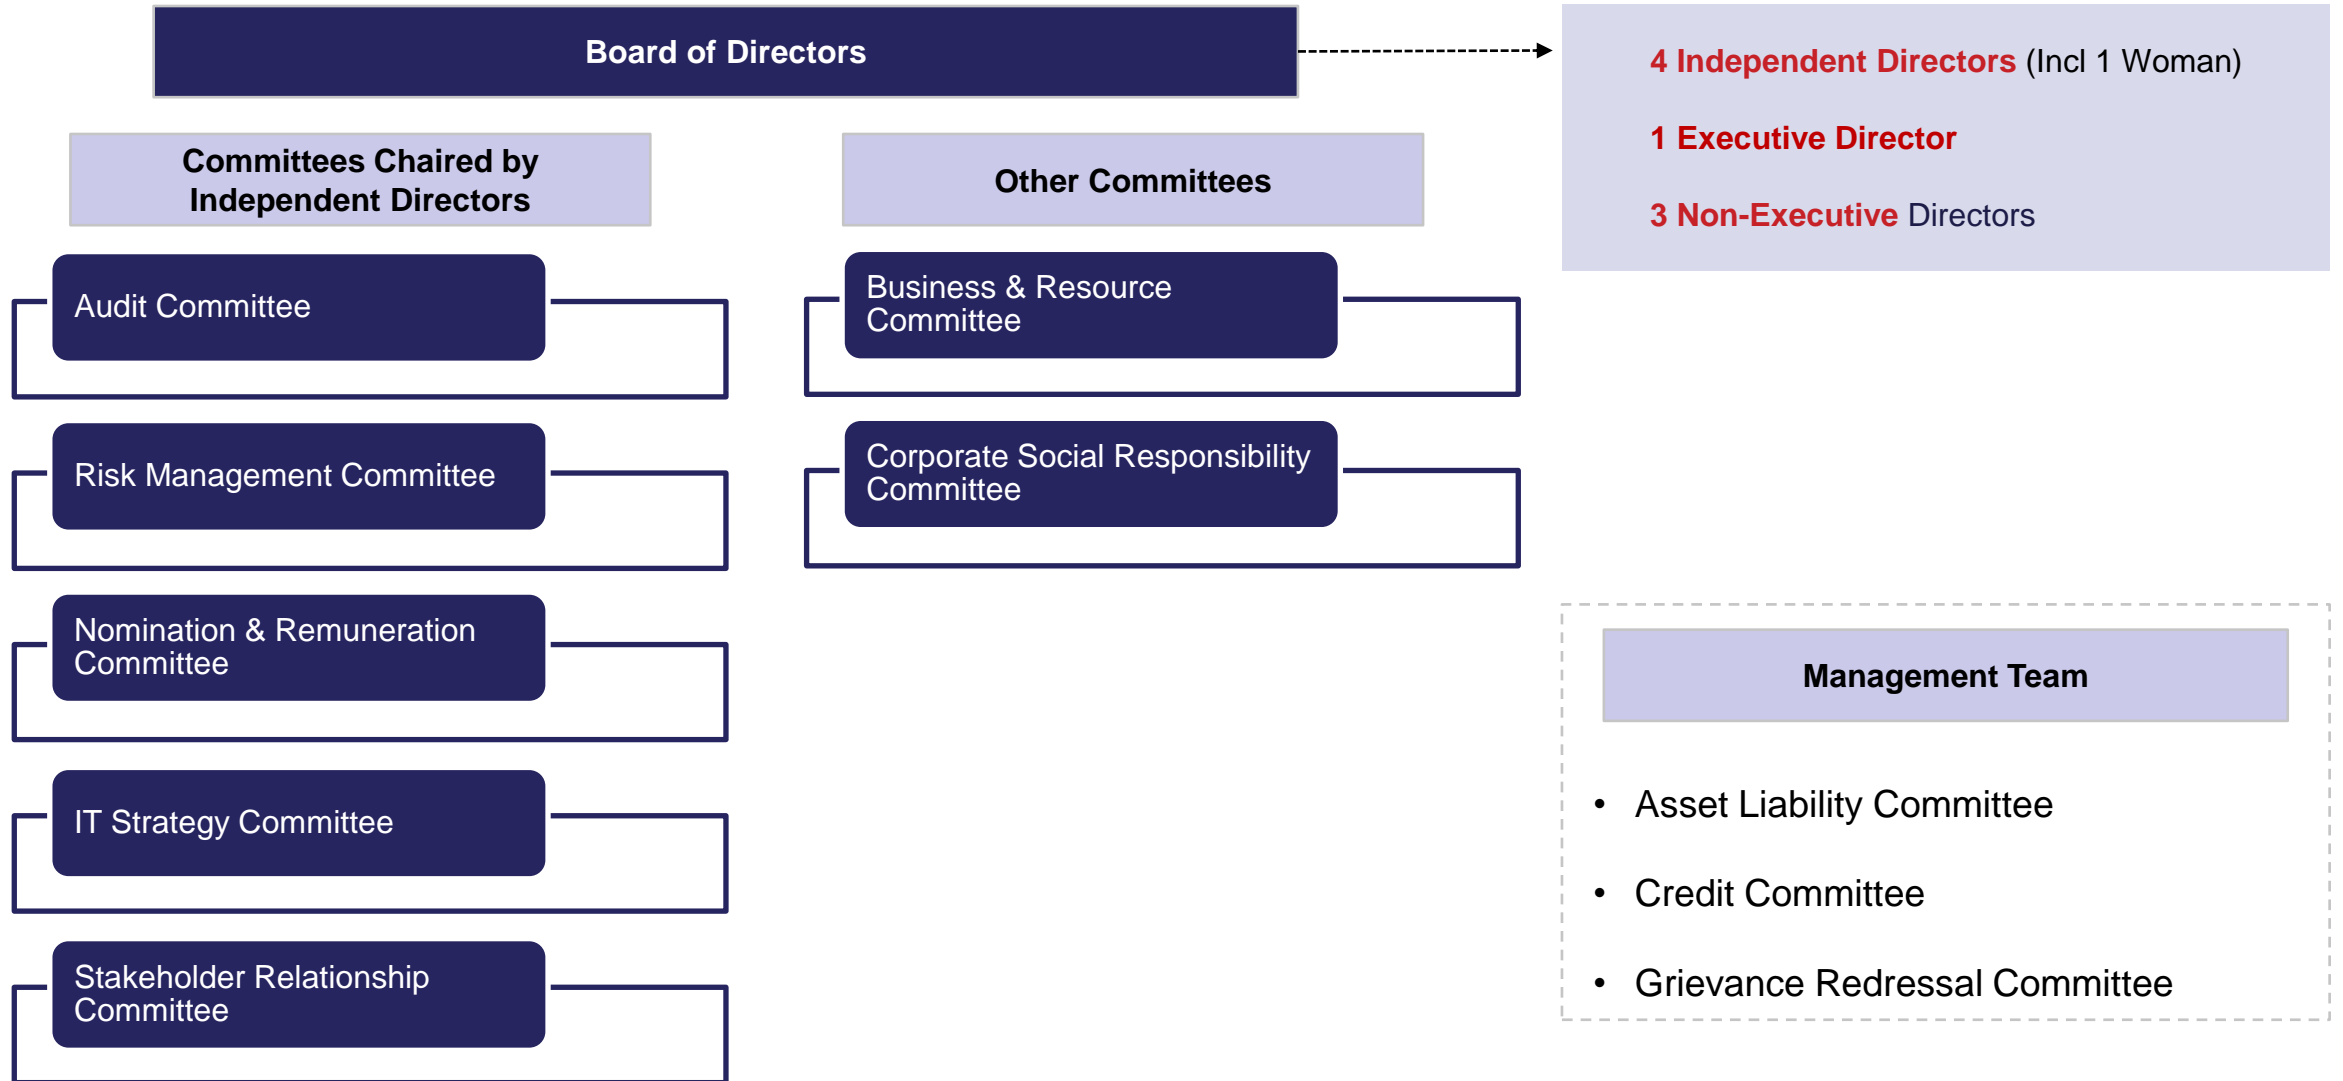 Board of Directors
4 Independent Directors (Incl 1 Woman)
1 Executive Director
3 Non-Executive Directors
Committees Chaired by
Independent Directors
Audit Committee
Risk Management Committee
Nomination & Remuneration
Committee
IT Strategy Committee
Stakeholder Relationship
Committee
Other Committees
Business & Resource
Committee
Corporate Social Responsibility
Committee
Management Team
• Asset Liability Committee
• Credit Committee
• Grievance Redressal Committee